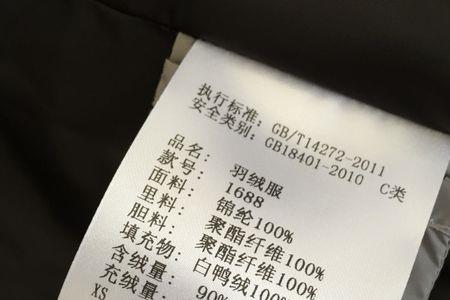 执行标准：GB/T14272-2011
安全类别：GB18401-2010 C类
品名：羽绒服
款号：1688
面料：锦纶100%
里料：聚酯纤维100%
胆料：聚酯纤维100%
填充物：白鸭绒100%
含绒量：90%
充绒量：
XS